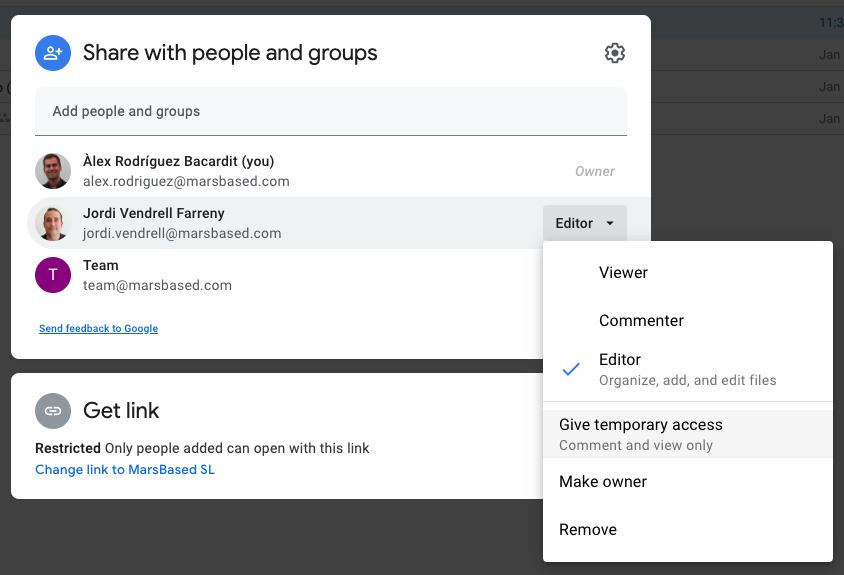 Share with people and groups
Add people and groups
Àlex Rodríguez Bacardit (you)
alex.rodriguez@marsbased.com
Owner
Jordi Vendrell Farreny
jordi.vendrell@marsbased.com
Editor
T
Team
team@marsbased.com
Send feedback to Google
Viewer
Commenter
Editor
Organize, add, and edit files
Give temporary access
Comment and view only
Make owner
Remove
Get link
Restricted Only people added can open with this link
Change link to MarsBased SL
11:3
Jan
Jan
Jan